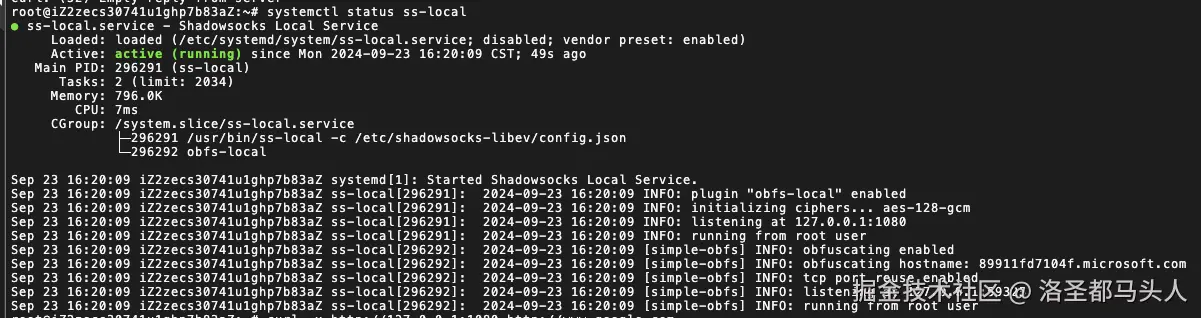 root@iZ2zecs30741u1ghp7b83aZ:~# systemctl status ss-local
● ss-local.service - Shadowsocks Local Service
Loaded: loaded (/etc/systemd/system/ss-local.service; disabled; vendor preset: enabled)
Active: active (running) since Mon 2024-09-23 16:20:09 CST; 49s ago
Main PID: 296291 (ss-local)
Tasks: 2 (limit: 2034)
Memory: 796.0K
CPU: 7ms
CGroup: /system.slice/ss-local.service
├─296291 /usr/bin/ss-local -c /etc/shadowsocks-libev/config.json
└─296292 obfs-local
Sep 23 16:20:09 iZ2zecs30741u1ghp7b83aZ systemd[1]: Started Shadowsocks Local Service.
Sep 23 16:20:09 iZ2zecs30741u1ghp7b83aZ ss-local[296291]: 2024-09-23 16:20:09 INFO: plugin "obfs-local" enabled
Sep 23 16:20:09 iZ2zecs30741u1ghp7b83aZ ss-local[296291]: 2024-09-23 16:20:09 INFO: initializing ciphers... aes-128-gcm
Sep 23 16:20:09 iZ2zecs30741u1ghp7b83aZ ss-local[296291]: 2024-09-23 16:20:09 INFO: listening at 127.0.0.1:1080
Sep 23 16:20:09 iZ2zecs30741u1ghp7b83aZ ss-local[296291]: 2024-09-23 16:20:09 INFO: running from root user
Sep 23 16:20:09 iZ2zecs30741u1ghp7b83aZ ss-local[296292]: 2024-09-23 16:20:09 [simple-obfs] INFO: obfuscating enabled
Sep 23 16:20:09 iZ2zecs30741u1ghp7b83aZ ss-local[296292]: 2024-09-23 16:20:09 [simple-obfs] INFO: obfuscating hostname: 89911fd7104f.microsoft.com
Sep 23 16:20:09 iZ2zecs30741u1ghp7b83aZ ss-local[296292]: 2024-09-23 16:20:09 [simple-obfs] INFO: tcp port reuse enabled
Sep 23 16:20:09 iZ2zecs30741u1ghp7b83aZ ss-local[296292]: 2024-09-23 16:20:09 [simple-obfs] INFO:
Sep 23 16:20:09 iZ2zecs30741u1ghp7b83aZ ss-local[296292]: 2024-09-23 16:20:09 [simple-obfs] INFO: running from root user
掘金技术社区 @ 洛圣都马头人